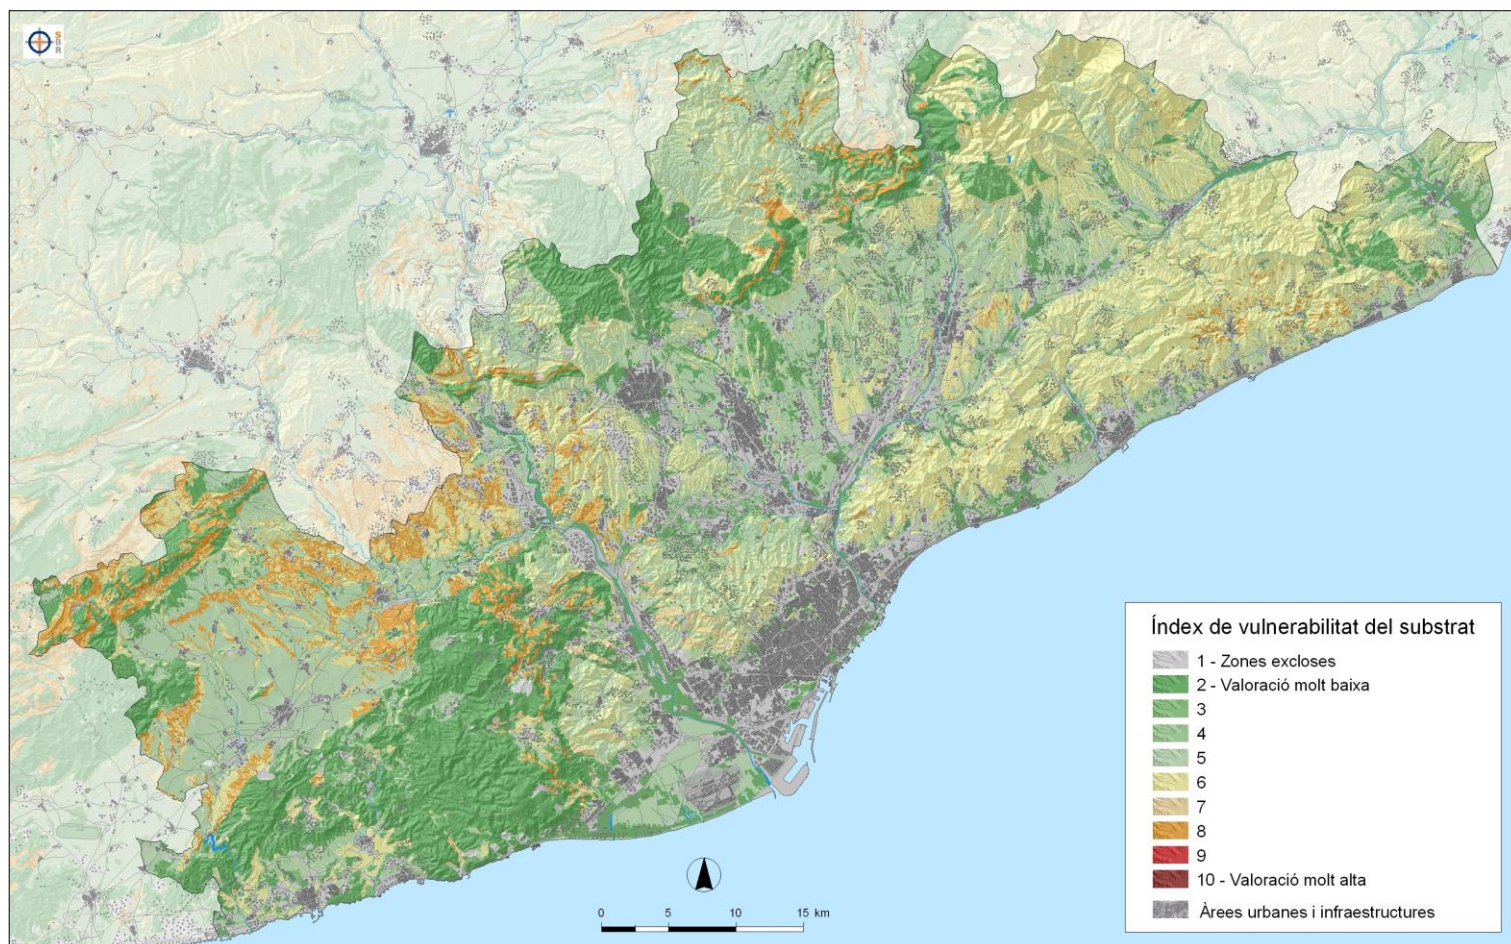 S
B
R
Índex de vulnerabilitat del substrat
1 - Zones excloses
2 - Valoració molt baixa
3
4
5
6
7
8
9
10 - Valoració molt alta
Àrees urbanes i infraestructures
0 5 10 15 km